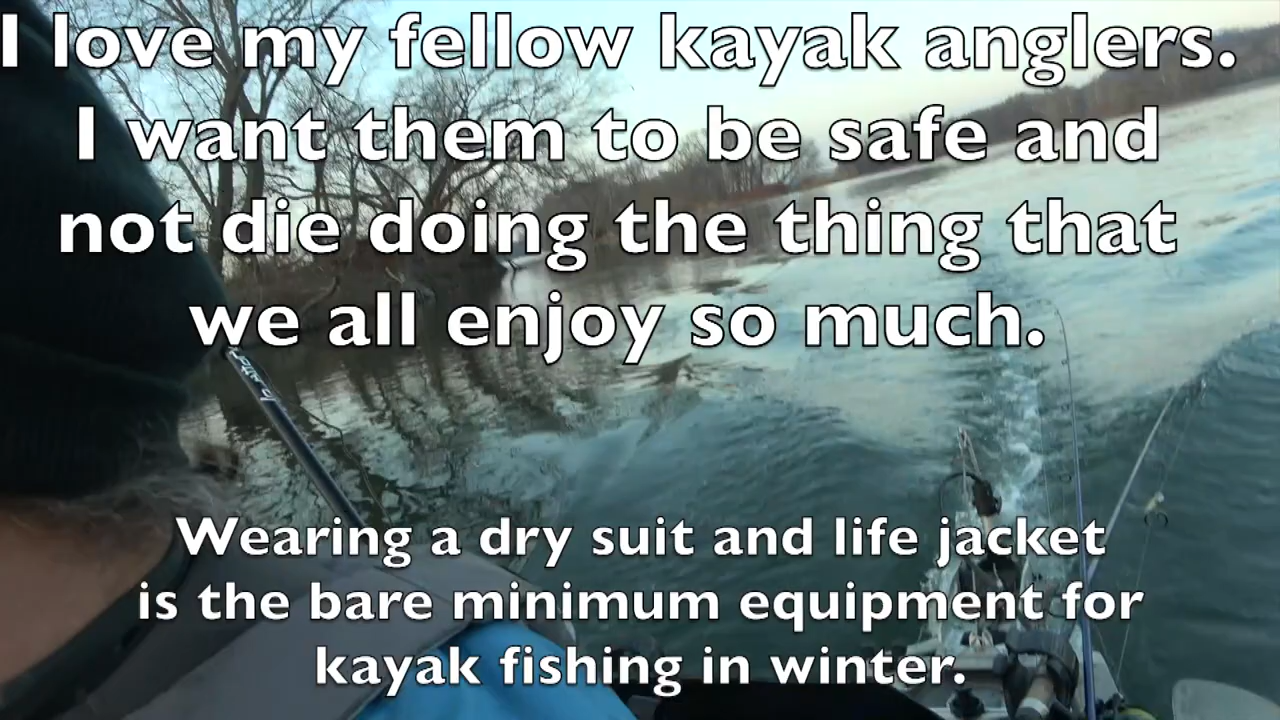 I love my fellow kayak anglers.
I want them to be safe and
not die doing the thing that
we all enjoy so much.
Wearing a dry suit and life jacket
is the bare minimum equipment for
kayak fishing in winter.